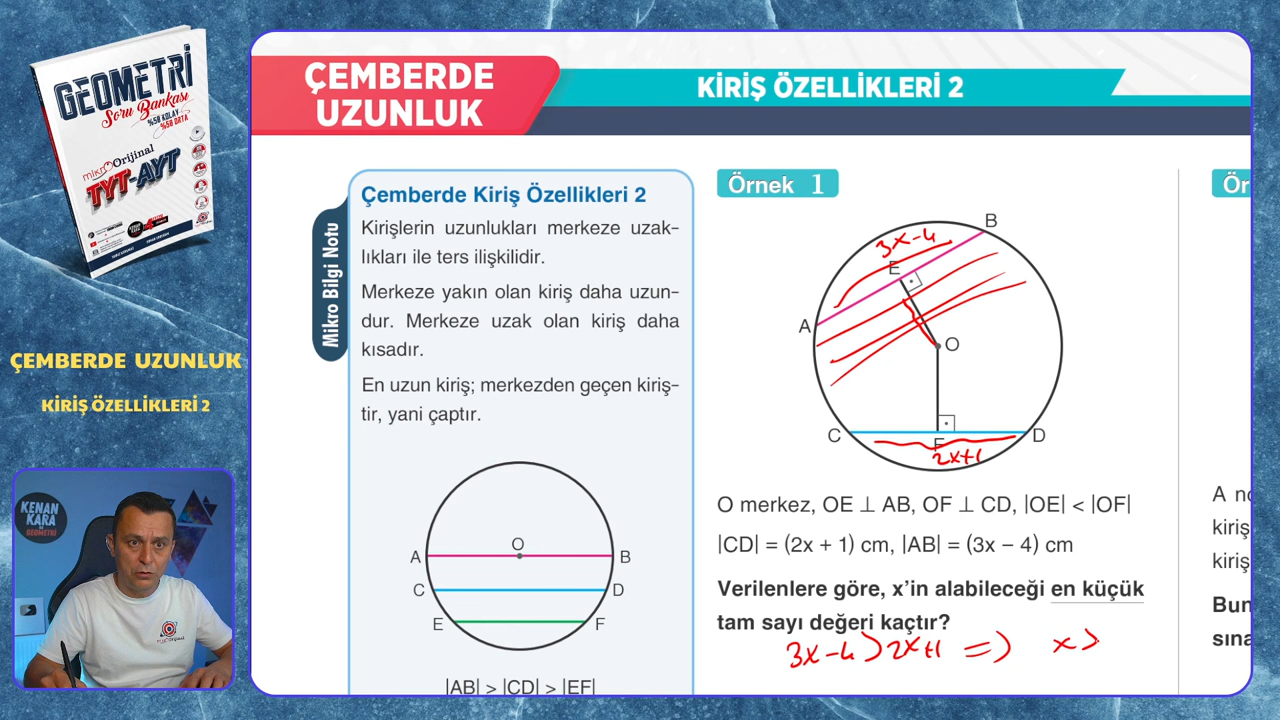 GEOMETRİ
Soru Bankası
%50 KOLAY
%50 ORTA
mikro Orijinal
TYT-AYT
ÇEMBERDE UZUNLUK
KİRİŞ ÖZELLİKLERİ 2
KENAN
KARA
GEOMETRİ
ÇEMBERDE
UZUNLUK
KİRİŞ ÖZELLİKLERİ 2
Mikro Bilgi Notu
Çemberde Kiriş Özellikleri 2
Kirişlerin uzunlukları merkeze uzak-
lıkları ile ters ilişkilidir.
Merkeze yakın olan kiriş daha uzun-
dur. Merkeze uzak olan kiriş daha
kısadır.
En uzun kiriş; merkezden geçen kiriş-
tir, yani çaptır.
O
A B
C D
E F
|AB| > |CD| > |EF|
Örnek 1
B
3x-4
E
A
O
C D
F
2x+1
O merkez, OE ⊥ AB, OF ⊥ CD, |OE| < |OF|
|CD| = (2x + 1) cm, |AB| = (3x − 4) cm
Verilenlere göre, x’in alabileceği en küçük
tam sayı değeri kaçtır?
3x-4 > 2x+1 => x>
Ör
A
kiriş
kiriş
Bun
sına